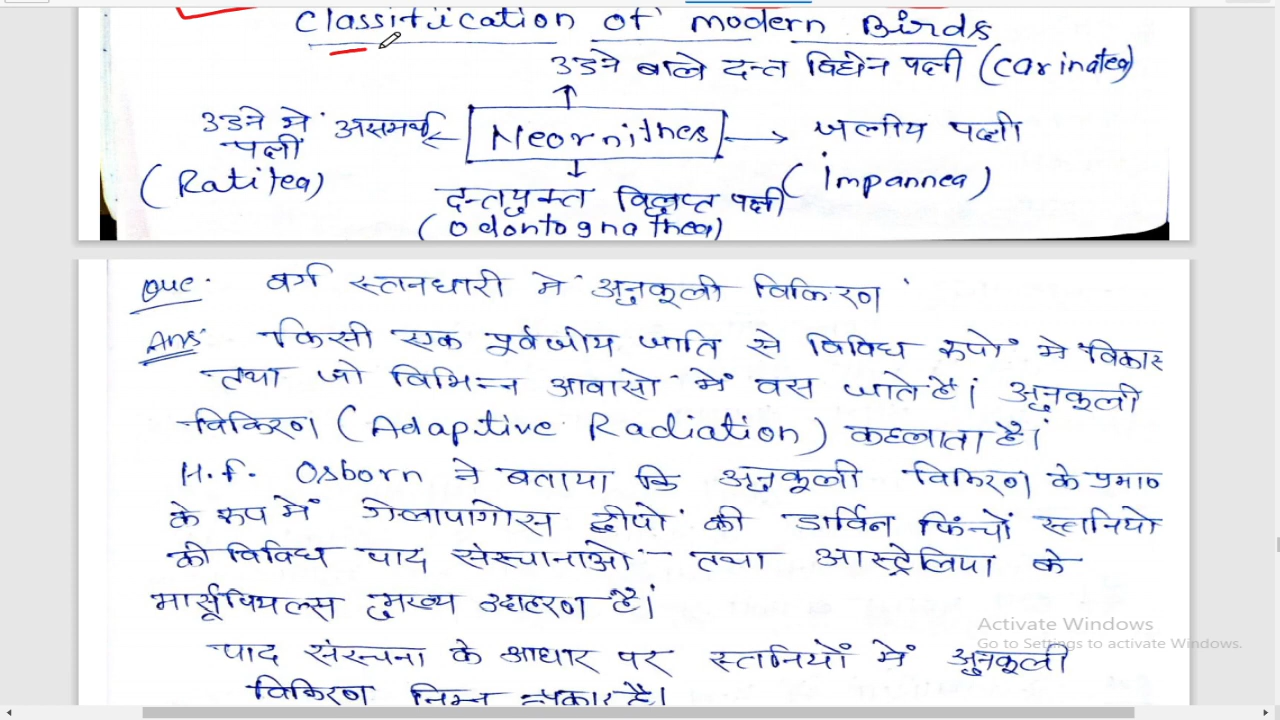 Classification of modern Birds
उडने वाले दन्त विहिन पक्षी (Carinatea)
उडने में असमर्थ
Neornithes
जलीय पक्षी
पक्षी
(Ratitea)
(impannea)
दन्तयुक्त विलुप्त पक्षी
(Odontognathea)
Que. वर्ग स्तनधारी मे अनुकूली विकिरण
Ans. किसी एक पूर्वजीय जाति से विविध रूपो मे विकास
तथा जो विभिन्न आवासो में वस जाते है। अनुकूली
विकिरण (Adaptive Radiation) कहलाता है।
H.f. Osborn ने बताया कि अनुकूली विकिरण के प्रमाण
के रूप में गेलापागोस द्वीपो की डार्विन फिंचों स्तनियो
की विविध पाद संरचनाओ तथा आस्ट्रेलिया के
मार्सूपियल्स मुख्य उदाहरण है।
पाद संरचना के आधार पर स्तनियों में अनुकूली
विकिरण निम्न प्रकार है।
Activate Windows
Go to Settings to activate Windows.